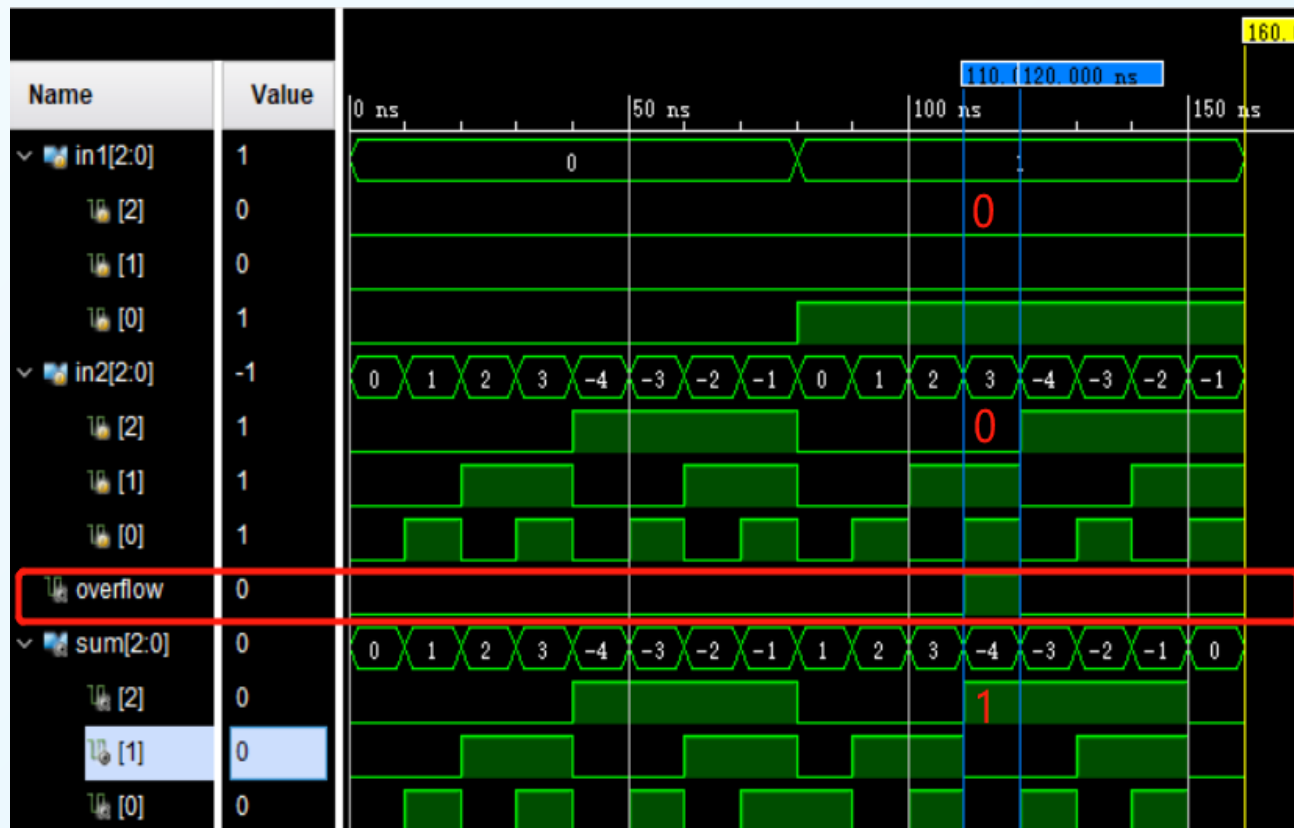 160.
110. 120.000 ns
Name Value 0 ns 50 ns 100 ns 150 ns
in1[2:0] 1 0 1
[2] 0 0
[1] 0
[0] 1
in2[2:0] -1 0 1 2 3 -4 -3 -2 -1 0 1 2 3 -4 -3 -2 -1
[2] 1 0
[1] 1
[0] 1
overflow 0
sum[2:0] 0 0 1 2 3 -4 -3 -2 -1 1 2 3 -4 -3 -2 -1 0
[2] 0 1
[1] 0
[0] 0